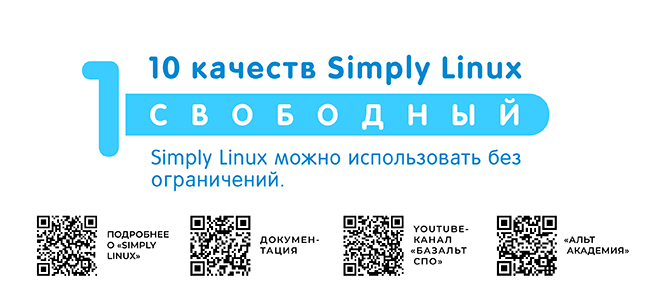 10 качеств Simply Linux
1
СВОБОДНЫЙ
Simply Linux можно использовать без
ограничений.
ПОДРОБНЕЕ
О «SIMPLY
LINUX»
ДОКУМЕН-
ТАЦИЯ
YOUTUBE-
КАНАЛ
«БАЗАЛЬТ
СПО»
«АЛЬТ
АКАДЕМИЯ»